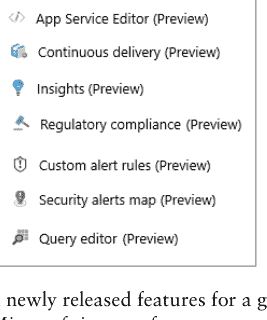 App Service Editor (Preview)
Continuous delivery (Preview)
Insights (Preview)
Regulatory compliance (Preview)
Custom alert rules (Preview)
Security alerts map (Preview)
Query editor (Preview)
newly released features for a g